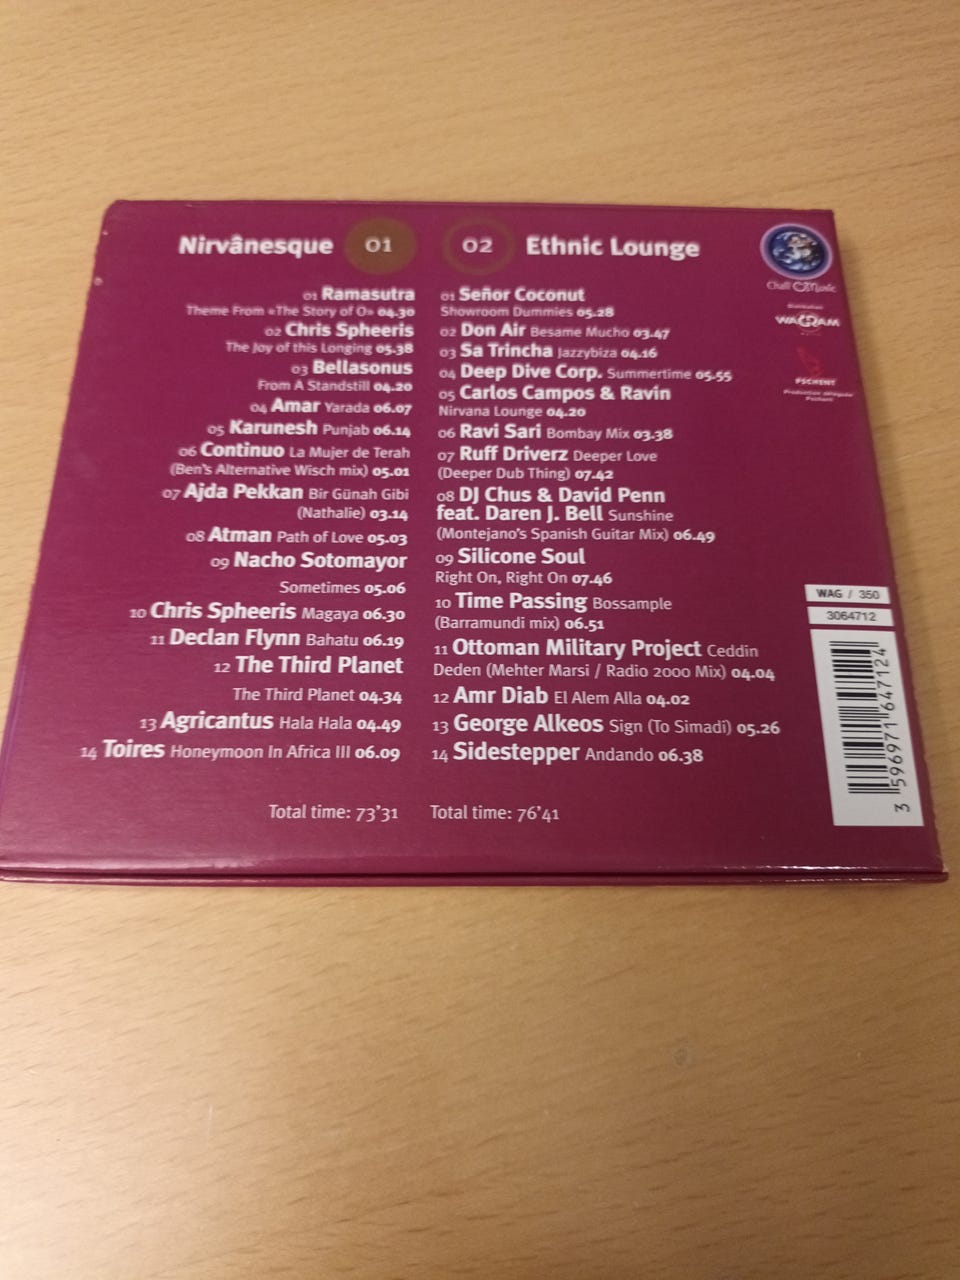 Nirvânesque 01
01 Ramasutra
Theme From «The Story of O» 04.30
02 Chris Spheeris
The Joy of this Longing 05.38
03 Bellasonus
From A Standstill 04.20
04 Amar Yarada 06.07
05 Karunesh Punjab 06.14
06 Continuo La Mujer de Terah
(Ben's Alternative Wisch mix) 05.01
07 Ajda Pekkan Bir Günah Gibi
(Nathalie) 03.14
08 Atman Path of Love 05.03
09 Nacho Sotomayor
Sometimes 05.06
10 Chris Spheeris Magaya 06.30
11 Declan Flynn Bahatu 06.19
12 The Third Planet
The Third Planet 04.34
13 Agricantus Hala Hala 04.49
14 Toires Honeymoon In Africa III 06.09
Total time: 73'31
02 Ethnic Lounge
01 Señor Coconut
Showroom Dummies 05.28
02 Don Air Besame Mucho 03.47
03 Sa Trincha Jazzybiza 04.16
04 Deep Dive Corp. Summertime 05.55
05 Carlos Campos & Ravin
Nirvana Lounge 04.20
06 Ravi Sari Bombay Mix 03.38
07 Ruff Driverz Deeper Love
(Deeper Dub Thing) 07.42
08 DJ Chus & David Penn
feat. Daren J. Bell Sunshine
(Montejano's Spanish Guitar Mix) 06.49
09 Silicone Soul
Right On, Right On 07.46
10 Time Passing Bossample
(Barramundi mix) 06.51
11 Ottoman Military Project Ceddin
Deden (Mehter Marsi / Radio 2000 Mix) 04.04
12 Amr Diab El Alem Alla 04.02
13 George Alkeos Sign (To Simadi) 05.26
14 Sidestepper Andando 06.38
Total time: 76'41
Chall O Music
Distribution
WAGRAM
PSCHENT
Production déléguée
Pschent
WAG / 350
3064712
3 596971 647124